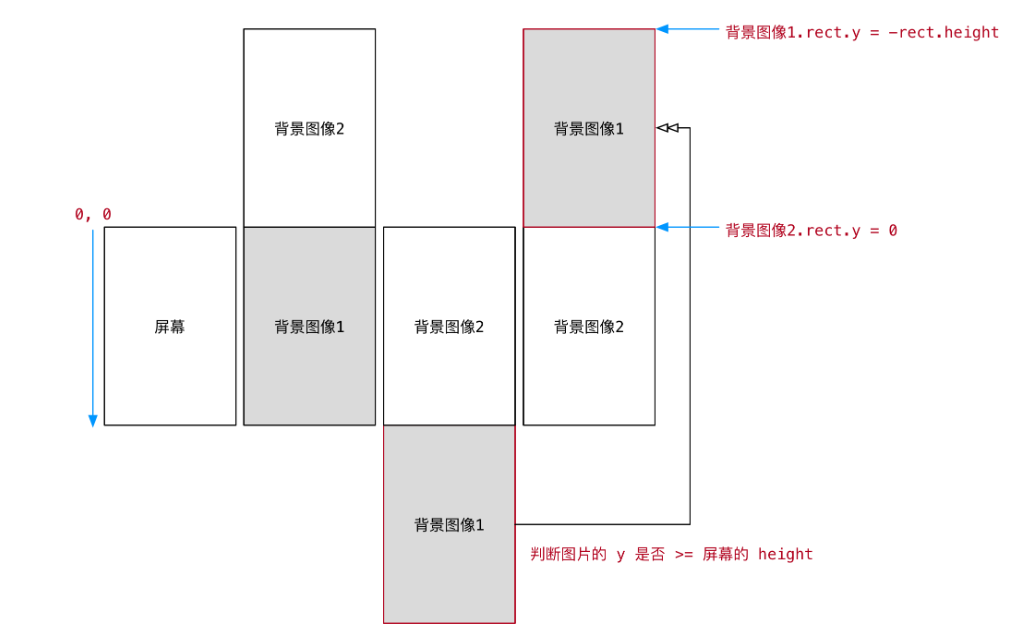 背景图像1.rect.y = -rect.height
背景图像2
背景图像1
0, 0
背景图像2.rect.y = 0
屏幕
背景图像1
背景图像2
背景图像2
背景图像1
判断图片的 y 是否 >= 屏幕的 height